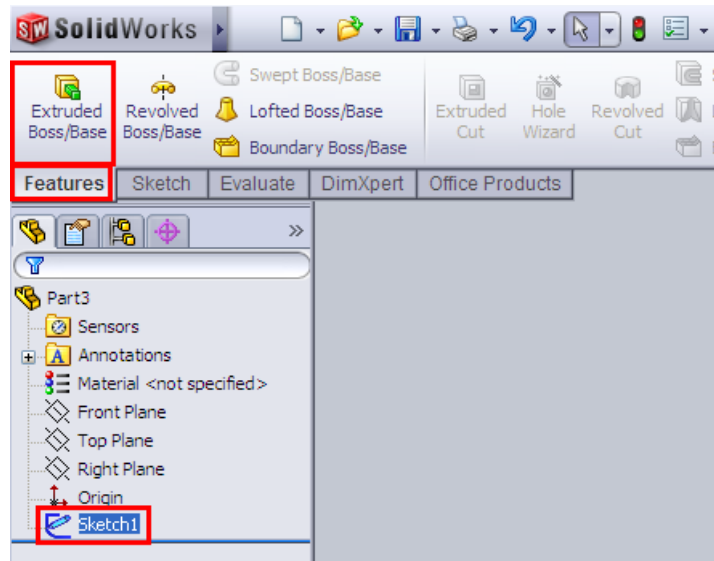 SW SolidWorks
Swept Boss/Base
Extruded Boss/Base
Revolved Boss/Base
Lofted Boss/Base
Boundary Boss/Base
Extruded Cut
Hole Wizard
Revolved Cut
Features Sketch Evaluate DimXpert Office Products
»
Part3
Sensors
A Annotations
Material <not specified>
Front Plane
Top Plane
Right Plane
Origin
Sketch1